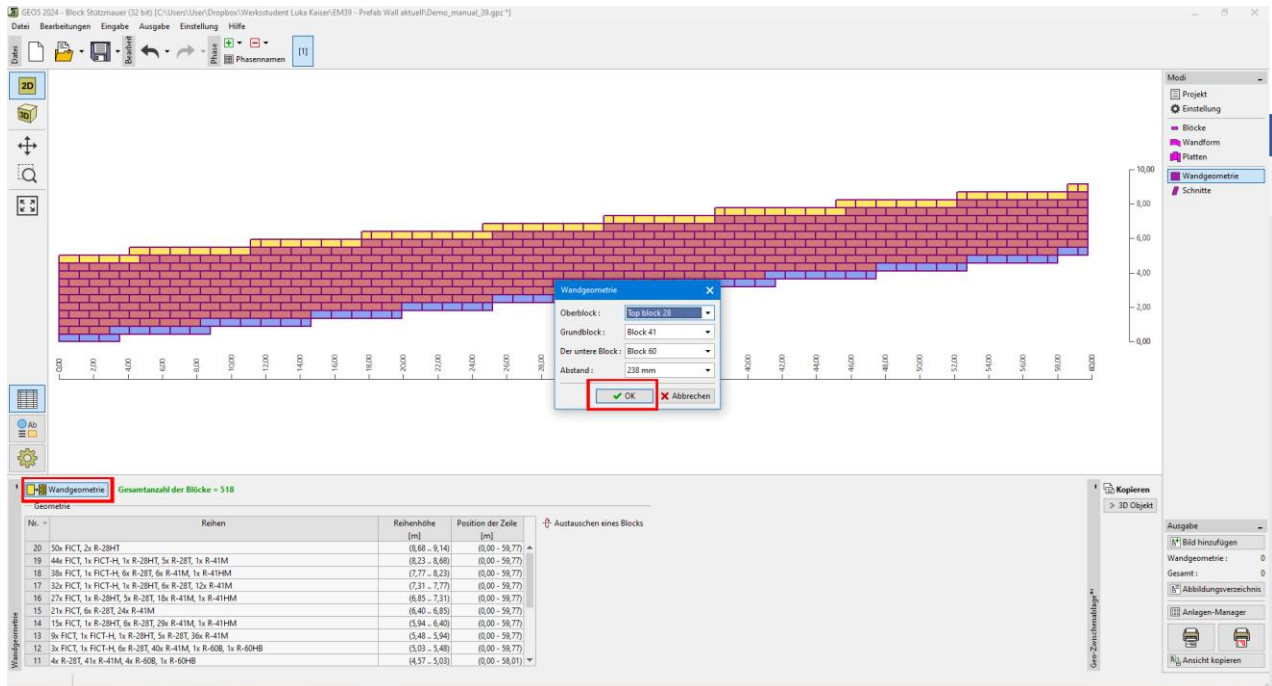 GEO5 2024 - Block Stützmauer (32 bit) [C:\Users\User\Dropbox\Werksstudent Luka Kaiser\EM39 - Prefab Wall aktuell\Demo_manual_39.gpz *]
Datei Bearbeitungen Eingabe Ausgabe Einstellung Hilfe
Datei
Bearbeit
Phase
Phasennamen
[1]
2D
3D
Modi
Projekt
Einstellung
Blöcke
Wandform
Platten
Wandgeometrie
Schnitte
10,00
8,00
6,00
4,00
2,00
0,00
0,00 2,00 4,00 6,00 8,00 10,00 12,00 14,00 16,00 18,00 20,00 22,00 24,00 26,00 28,00 40,00 42,00 44,00 46,00 48,00 50,00 52,00 54,00 56,00 58,00 60,00
Wandgeometrie
Oberblock : Top block 28
Grundblock : Block 41
Der untere Block : Block 60
Abstand : 238 mm
OK Abbrechen
Ab
Wandgeometrie Gesamtanzahl der Blöcke = 518
Geometrie
Nr. Reihen Reihenhöhe Position der Zeile
[m] [m]
Austauschen eines Blocks
20 50x FICT, 2x R-28HT (8,68 .. 9,14) (0,00 - 59,77)
19 44x FICT, 1x FICT-H, 1x R-28HT, 5x R-28T, 1x R-41M (8,23 .. 8,68) (0,00 - 59,77)
18 38x FICT, 1x FICT-H, 6x R-28T, 6x R-41M, 1x R-41HM (7,77 .. 8,23) (0,00 - 59,77)
17 32x FICT, 1x FICT-H, 1x R-28HT, 6x R-28T, 12x R-41M (7,31 .. 7,77) (0,00 - 59,77)
16 27x FICT, 1x R-28HT, 5x R-28T, 18x R-41M, 1x R-41HM (6,85 .. 7,31) (0,00 - 59,77)
15 21x FICT, 6x R-28T, 24x R-41M (6,40 .. 6,85) (0,00 - 59,77)
14 15x FICT, 1x R-28HT, 6x R-28T, 29x R-41M, 1x R-41HM (5,94 .. 6,40) (0,00 - 59,77)
13 9x FICT, 1x FICT-H, 1x R-28HT, 5x R-28T, 36x R-41M (5,48 .. 5,94) (0,00 - 59,77)
12 3x FICT, 1x FICT-H, 6x R-28T, 40x R-41M, 1x R-60B, 1x R-60HB (5,03 .. 5,48) (0,00 - 59,77)
11 4x R-28T, 41x R-41M, 4x R-60B, 1x R-60HB (4,57 .. 5,03) (0,00 - 58,01)
Wandgeometrie
Geo-Zwischenablage™
Kopieren
> 3D Objekt
Ausgabe
Bild hinzufügen
Wandgeometrie : 0
Gesamt : 0
Abbildungsverzeichnis
Anlagen-Manager
Ansicht kopieren